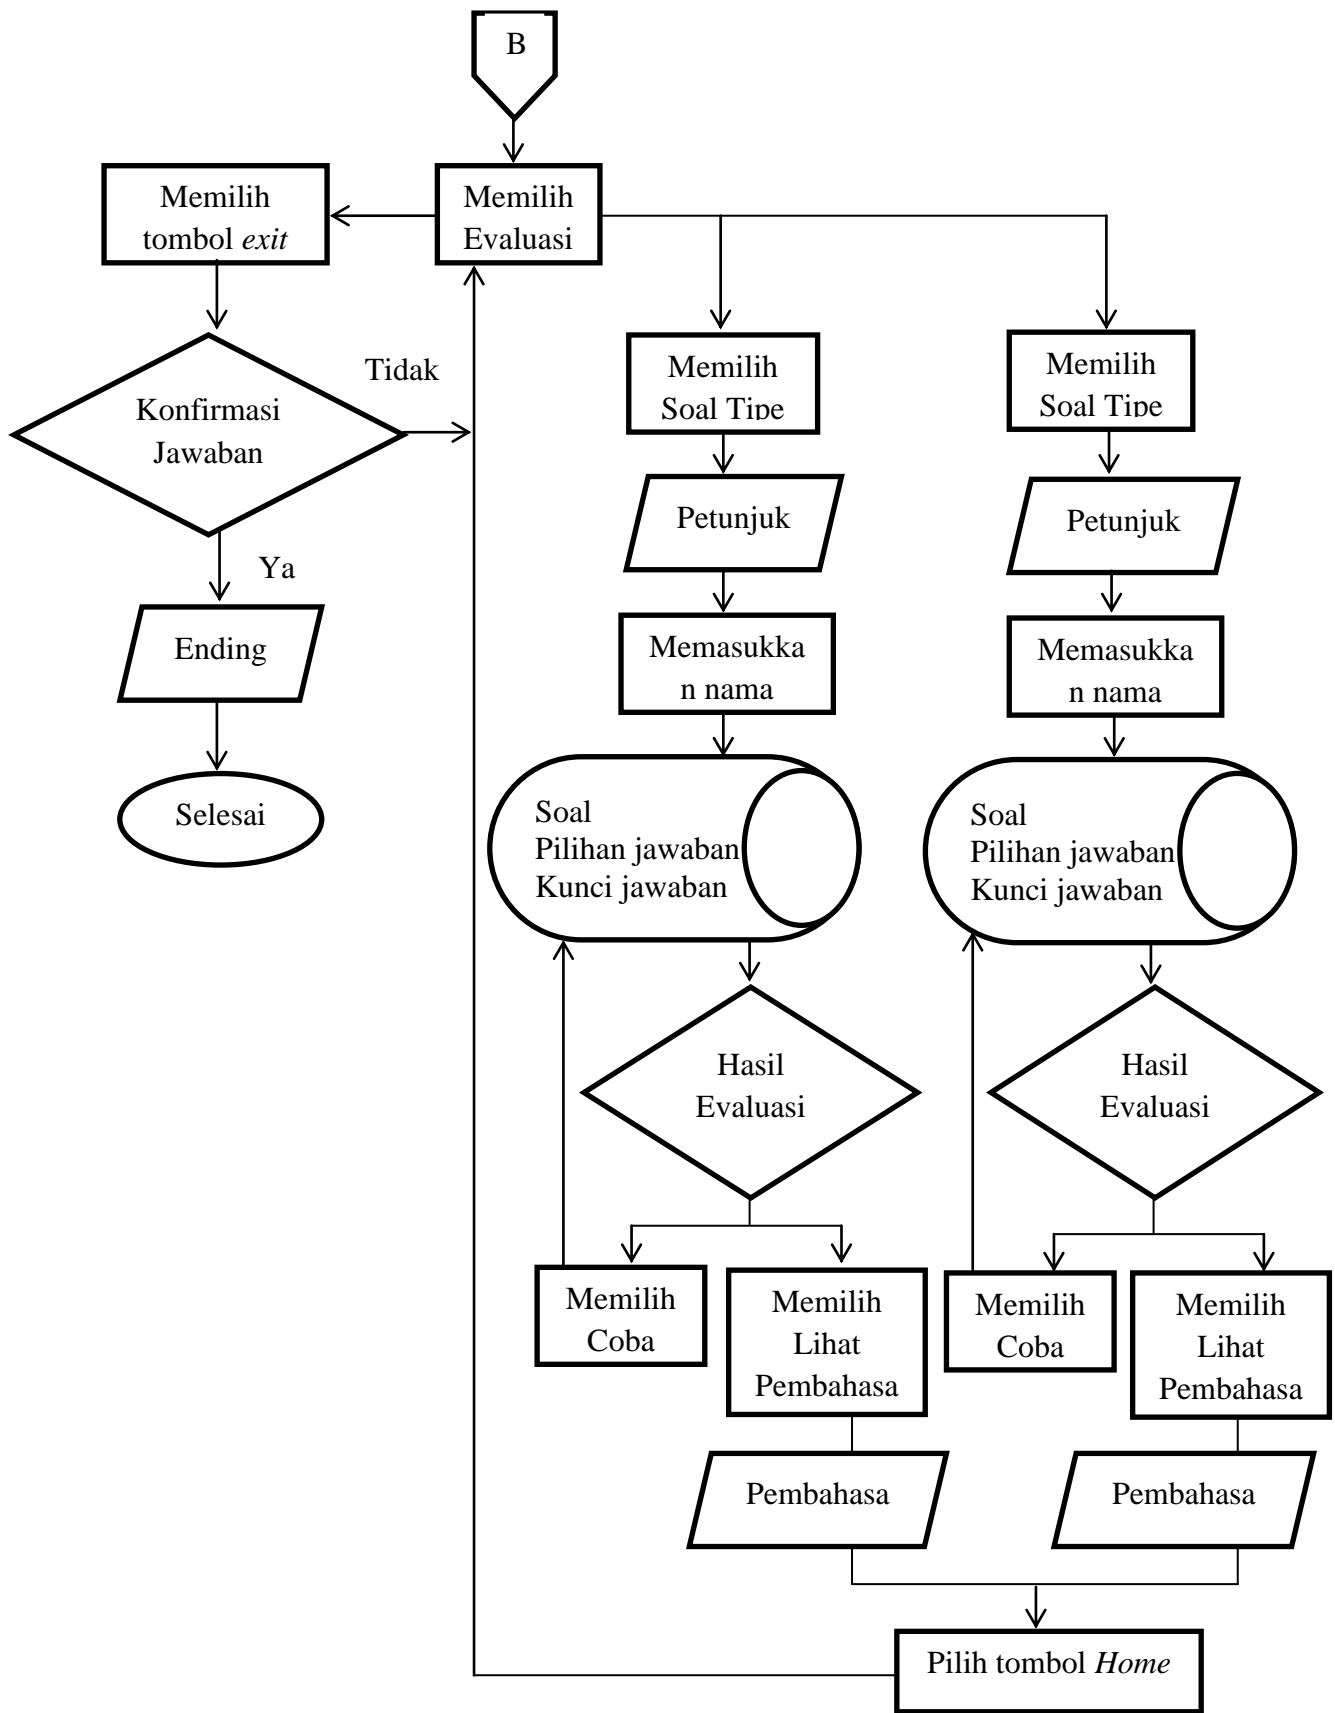 B
Memilih
tombol exit
Memilih
Evaluasi
Konfirmasi
Jawaban
Tidak
Ya
Ending
Selesai
Memilih
Soal Tipe
Petunjuk
Memasukka
n nama
Soal
Pilihan jawaban
Kunci jawaban
Hasil
Evaluasi
Memilih
Coba
Memilih
Lihat
Pembahasa
Pembahasa
Memilih
Soal Tipe
Petunjuk
Memasukka
n nama
Soal
Pilihan jawaban
Kunci jawaban
Hasil
Evaluasi
Memilih
Coba
Memilih
Lihat
Pembahasa
Pembahasa
Pilih tombol Home